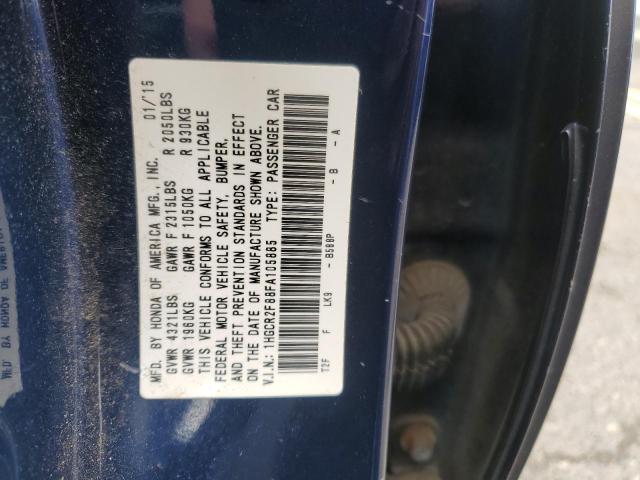 MFD. BY HONDA OF AMERICA MFG., INC. 01/'15
GVWR 4321LBS GAWR F 2315LBS R 2050LBS
GVWR 1960KG GAWR F 1050KG R 930KG
THIS VEHICLE CONFORMS TO ALL APPLICABLE
FEDERAL MOTOR VEHICLE SAFETY, BUMPER,
AND THEFT PREVENTION STANDARDS IN EFFECT
ON THE DATE OF MANUFACTURE SHOWN ABOVE.
V.I.N.: 1HGCR2F88FA105885 TYPE: PASSENGER CAR
T2F F LK9 - B588P - B - A